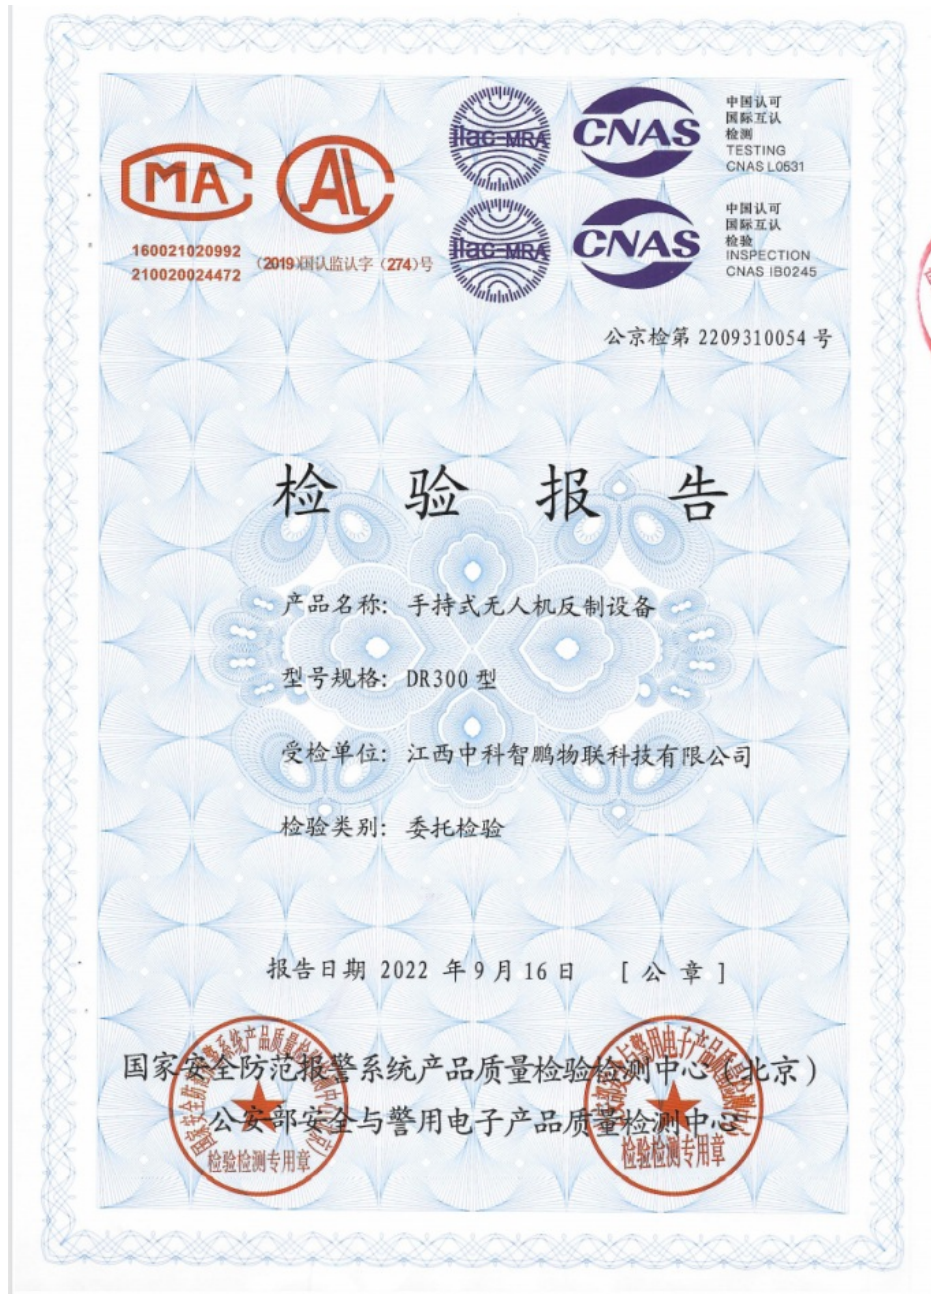 MA
160021020992
210020024472
AL
(2019)国认监认字(274)号
ilac-MRA
CNAS
中国认可
国际互认
检测
TESTING
CNAS L0531
ilac-MRA
CNAS
中国认可
国际互认
检验
INSPECTION
CNAS IB0245
公京检第 2209310054 号
检 验 报 告
产品名称: 手持式无人机反制设备
型号规格: DR300 型
受检单位: 江西中科智鹏物联科技有限公司
检验类别: 委托检验
报告日期 2022 年 9 月 16 日 [ 公 章 ]
国家安全防范报警系统产品质量检验检测中心(北京)
公安部安全与警用电子产品质量检测中心
检验检测专用章
检验检测专用章